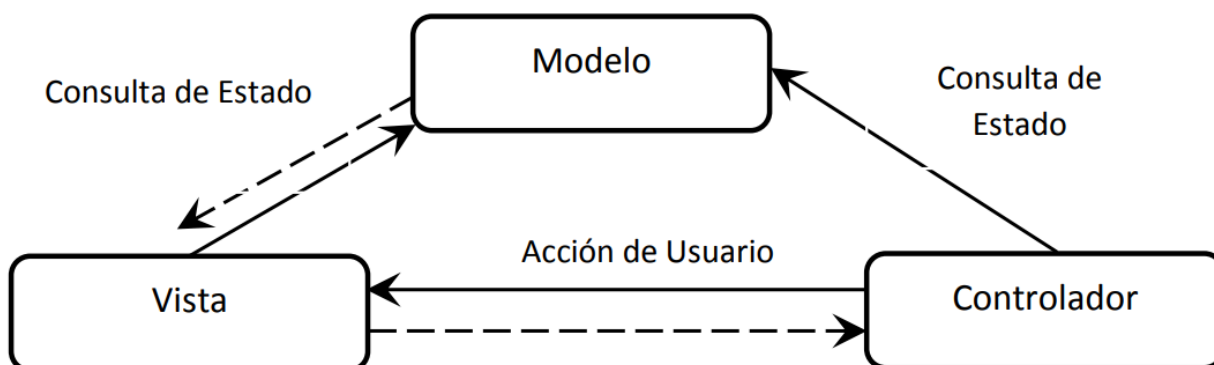 Modelo
Consulta de Estado
Consulta de
Estado
Acción de Usuario
Vista
Controlador